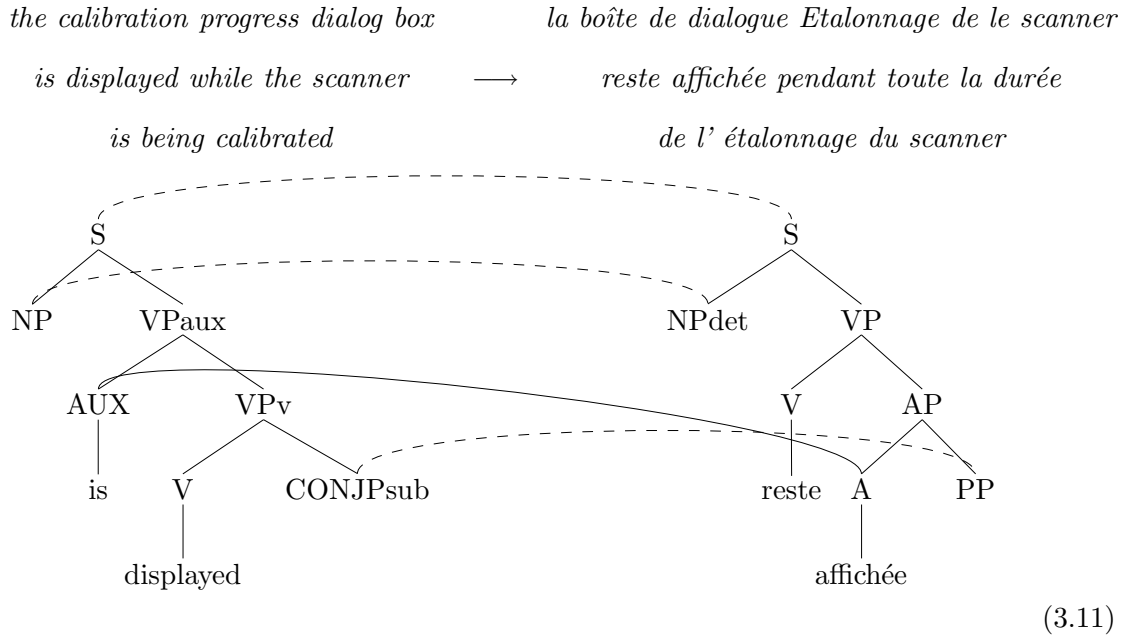 the calibration progress dialog box la boîte de dialogue Etalonnage de le scanner
is displayed while the scanner → reste affichée pendant toute la durée
is being calibrated de l' étalonnage du scanner
S S
NP VPaux NPdet VP
AUX VPv V AP
is V CONJPsub reste A PP
displayed affichée
(3.11)